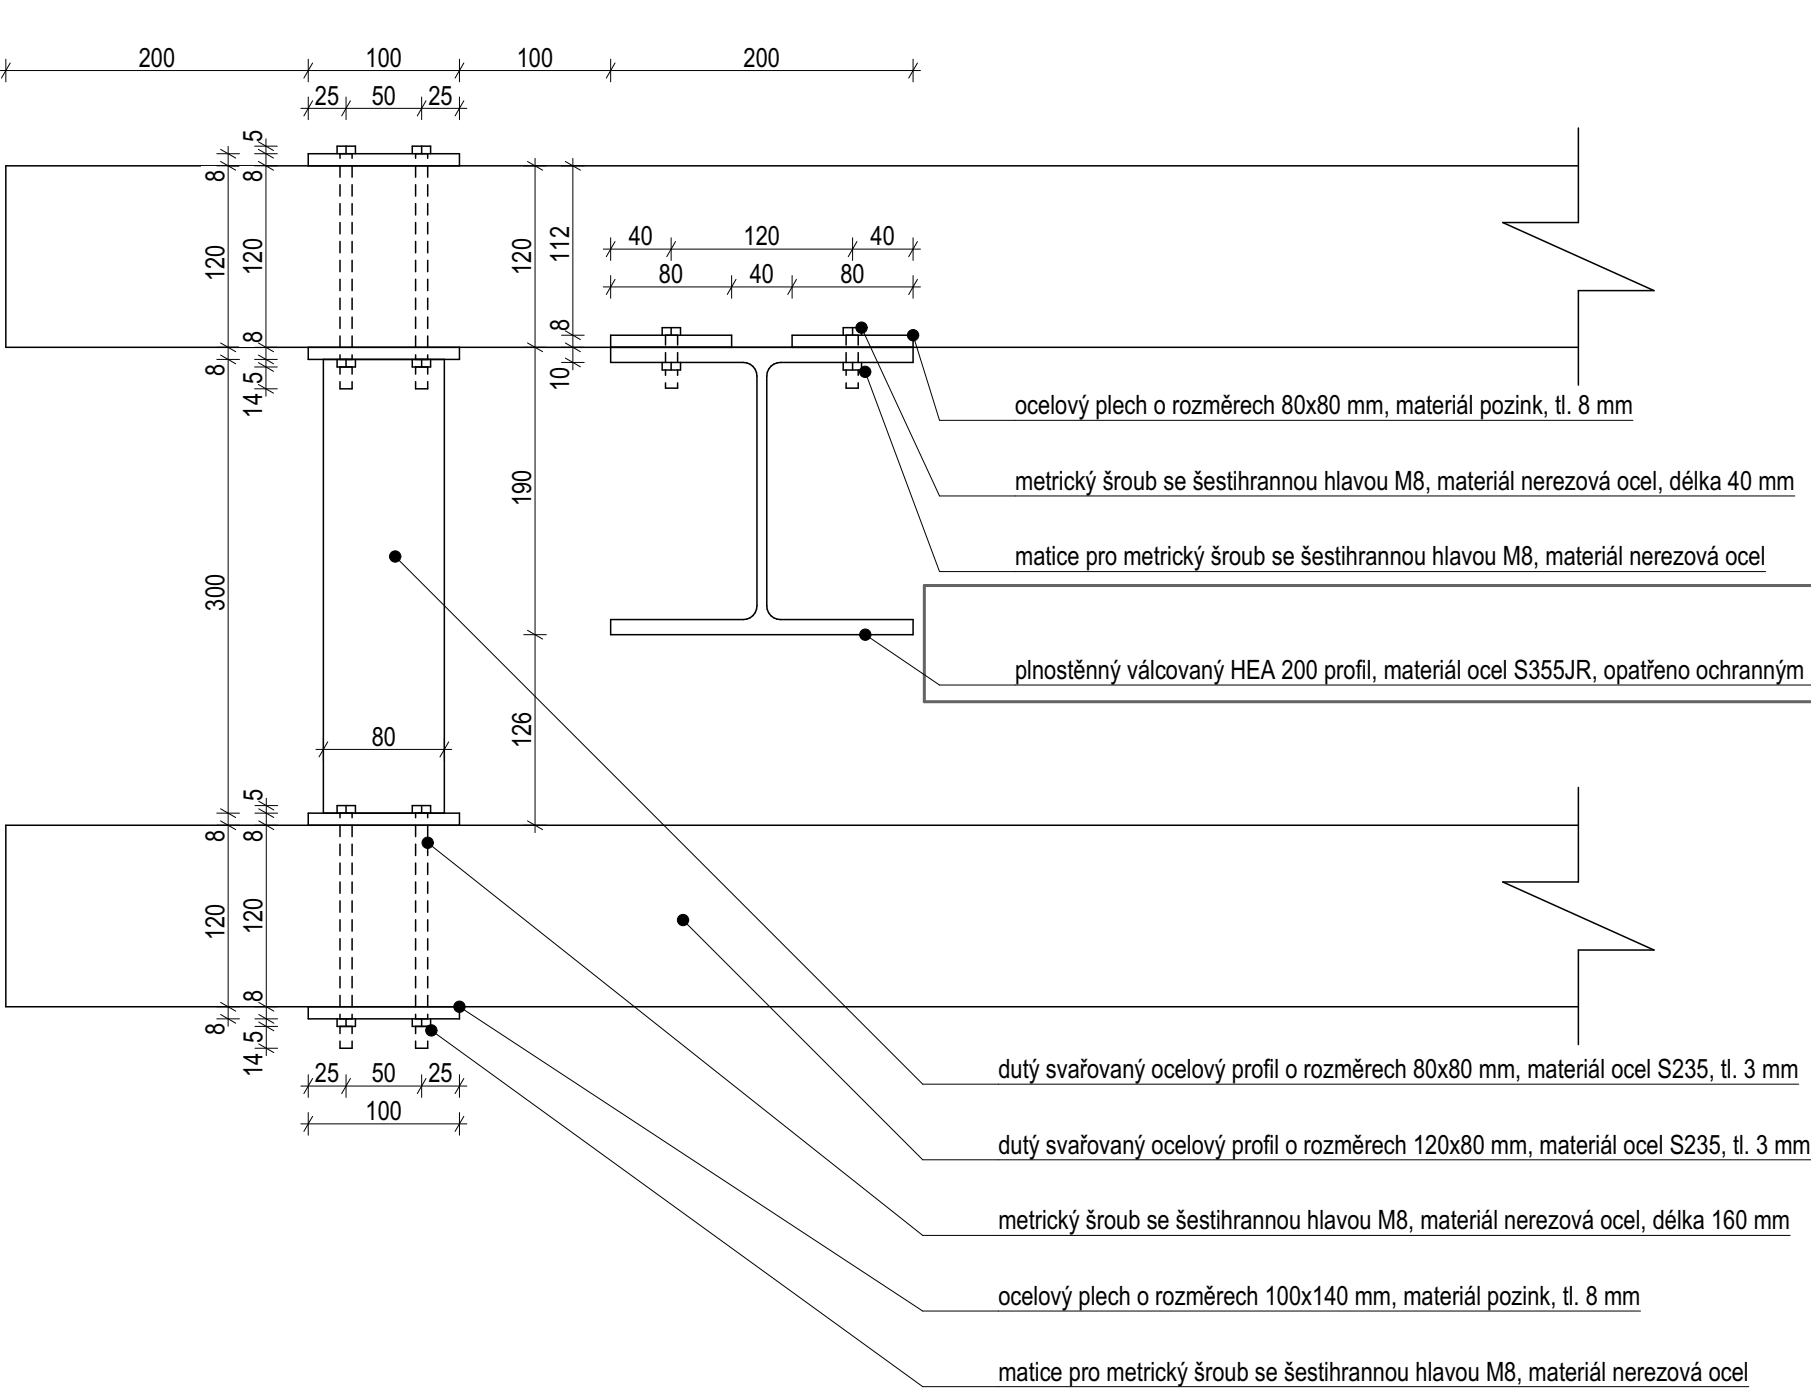 200 100 100 200
25 50 25
5
8 8
120 120 120 112
40 120 40
80 40 80
8
8
8
14,5
10
ocelový plech o rozměrech 80x80 mm, materiál pozink, tl. 8 mm
metrický šroub se šestihrannou hlavou M8, materiál nerezová ocel, délka 40 mm
190
matice pro metrický šroub se šestihrannou hlavou M8, materiál nerezová ocel
300
plnostěnný válcovaný HEA 200 profil, materiál ocel S355JR, opatřeno ochranným
126
80
5
8 8
120 120
8
8
14,5
25 50 25
100
dutý svařovaný ocelový profil o rozměrech 80x80 mm, materiál ocel S235, tl. 3 mm
dutý svařovaný ocelový profil o rozměrech 120x80 mm, materiál ocel S235, tl. 3 mm
metrický šroub se šestihrannou hlavou M8, materiál nerezová ocel, délka 160 mm
ocelový plech o rozměrech 100x140 mm, materiál pozink, tl. 8 mm
matice pro metrický šroub se šestihrannou hlavou M8, materiál nerezová ocel